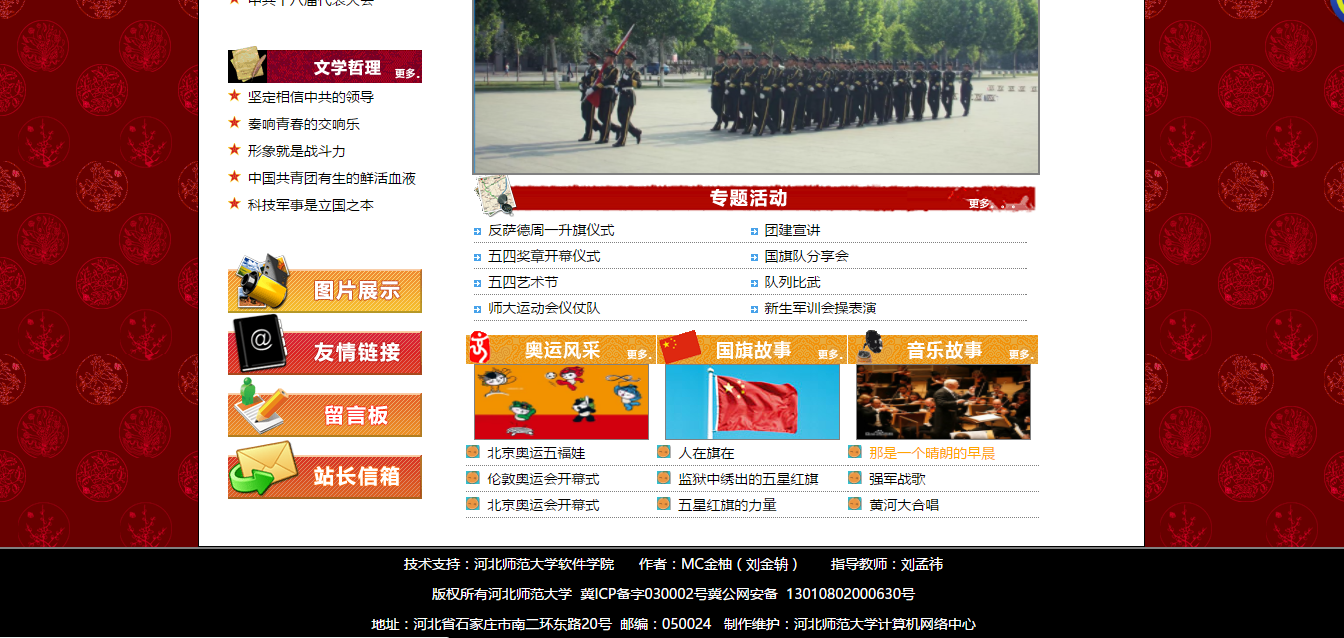 中共十八届代表大会
文学哲理 更多.
坚定相信中共的领导
奏响青春的交响乐
形象就是战斗力
中国共青团有生的鲜活血液
科技军事是立国之本
图片展示
友情链接
留言板
站长信箱
专题活动 更多...
反萨德周一升旗仪式 团建宣讲
五四奖章开幕仪式 国旗队分享会
五四艺术节 队列比武
师大运动会仪仗队 新生军训会操表演
奥运风采 更多. 国旗故事 更多. 音乐故事 更多.
北京奥运五福娃 人在旗在 那是一个晴朗的早晨
伦敦奥运会开幕式 监狱中绣出的五星红旗 强军战歌
北京奥运会开幕式 五星红旗的力量 黄河大合唱
技术支持：河北师范大学软件学院 作者：MC金柚（刘金钠） 指导教师：刘孟祎
版权所有河北师范大学 冀ICP备字030002号冀公网安备 13010802000630号
地址：河北省石家庄市南二环东路20号 邮编：050024 制作维护：河北师范大学计算机网络中心